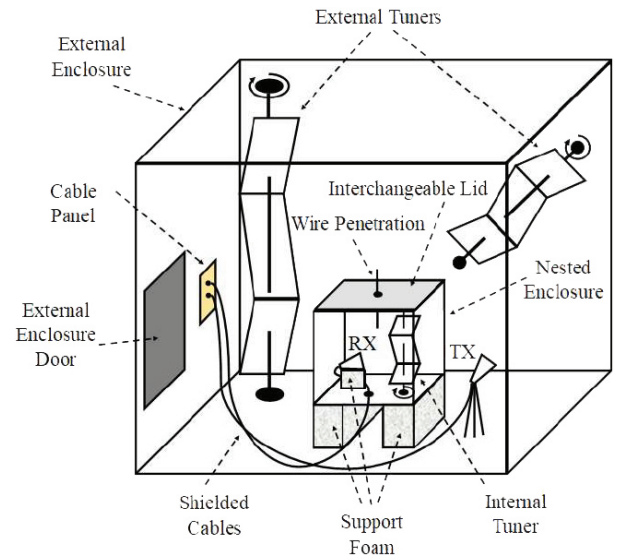 External Tuners
External
Enclosure
Interchangeable Lid
Cable
Panel
Wire Penetration
Nested
Enclosure
External
Enclosure
Door
RX
TX
Shielded
Cables
Support
Foam
Internal
Tuner